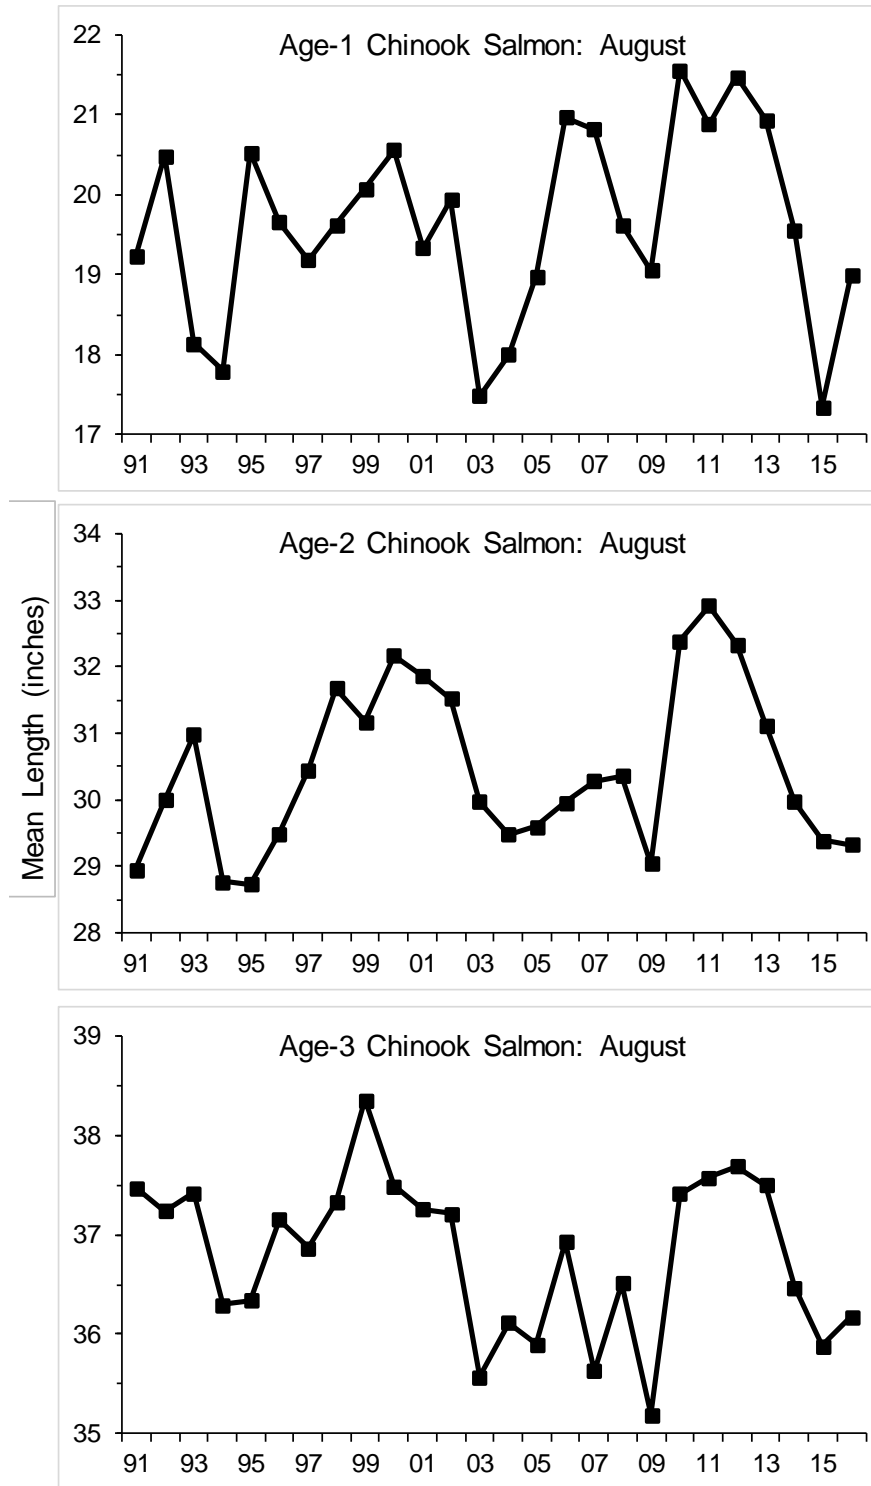 Age-1 Chinook Salmon: August
22
21
20
19
18
17
91 93 95 97 99 01 03 05 07 09 11 13 15
Mean Length (inches)
Age-2 Chinook Salmon: August
34
33
32
31
30
29
28
91 93 95 97 99 01 03 05 07 09 11 13 15
Age-3 Chinook Salmon: August
39
38
37
36
35
91 93 95 97 99 01 03 05 07 09 11 13 15